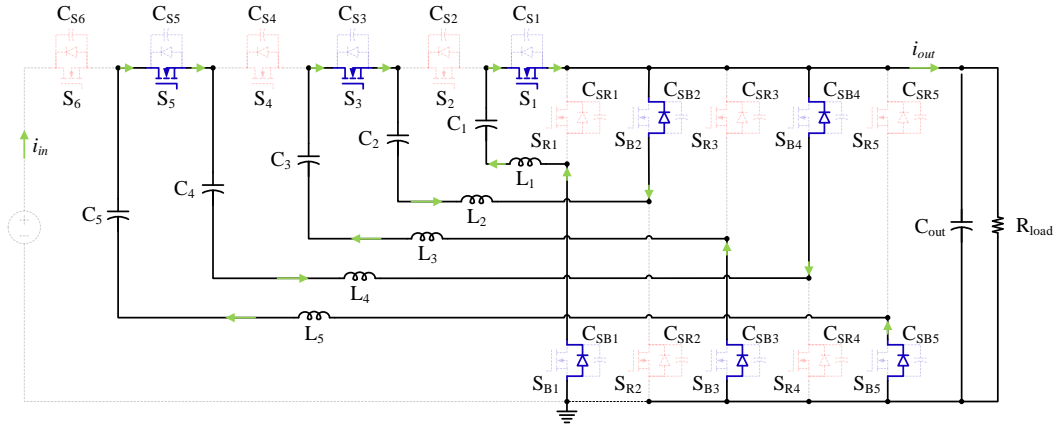 C_S6 C_S5 C_S4 C_S3 C_S2 C_S1
i_out
S_6 S_5 S_4 S_3 S_2 S_1
C_SR1 C_SB2 C_SR3 C_SB4 C_SR5
C_1 C_2 S_R1 S_B2 S_R3 S_B4 S_R5
i_in
C_3 L_1
C_4
C_5 L_2
C_out R_load
L_3
L_4
L_5
C_SB1 C_SR2 C_SB3 C_SR4 C_SB5
S_B1 S_R2 S_B3 S_R4 S_B5